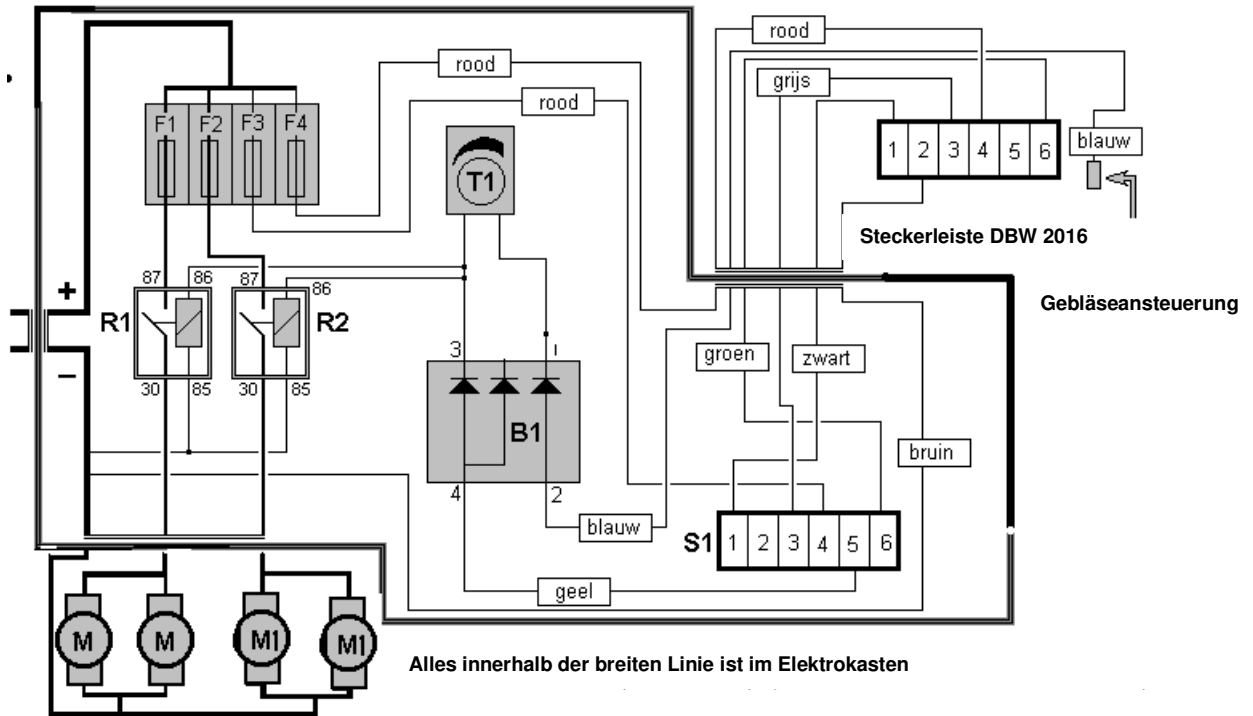 rood
rood
grijs
rood
F1 F2 F3 F4
1 2 3 4 5 6
blauw
T1
Steckerleiste DBW 2016
87 86 87 86
+
Gebläseansteuerung
R1 R2
−
3 1
groen
zwart
30 85 30 85
B1
bruin
4 2
blauw
S1 1 2 3 4 5 6
geel
M M M1 M1
Alles innerhalb der breiten Linie ist im Elektrokasten